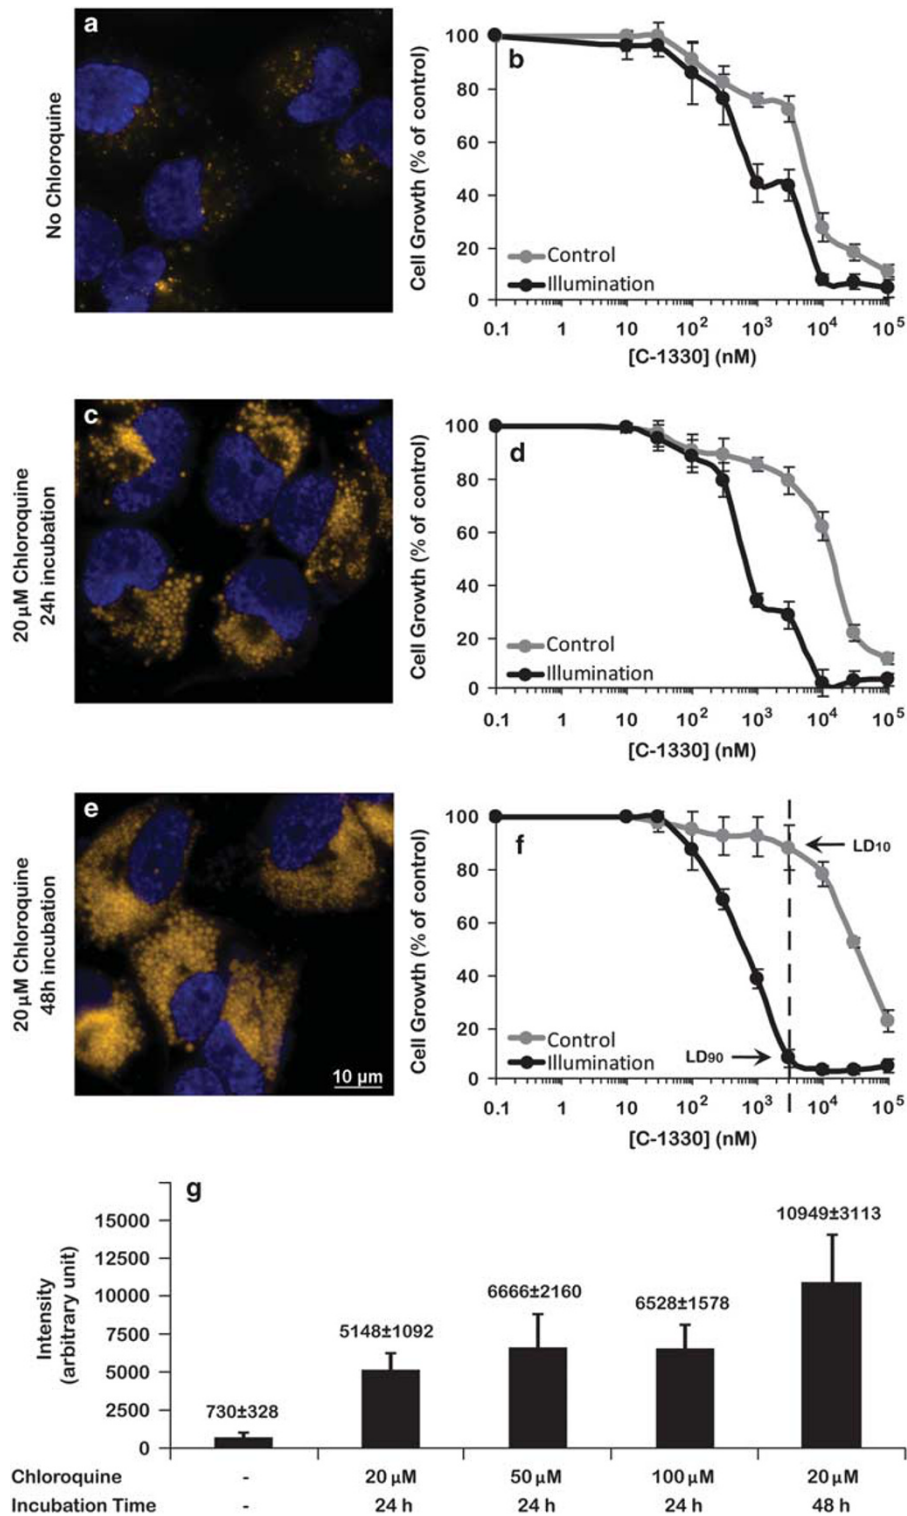 a
No Chloroquine
b
Cell Growth (% of control)
100
80
60
40
20
0
Control
Illumination
0.1 1 10 10² 10³ 10⁴ 10⁵
[C-1330] (nM)
c
20µM Chloroquine
24h incubation
d
Cell Growth (% of control)
100
80
60
40
20
0
Control
Illumination
0.1 1 10 10² 10³ 10⁴ 10⁵
[C-1330] (nM)
e
20µM Chloroquine
48h incubation
10 µm
f
Cell Growth (% of control)
100
80
60
40
20
0
LD10
LD90
Control
Illumination
0.1 1 10 10² 10³ 10⁴ 10⁵
[C-1330] (nM)
g
Intensity
(arbitrary unit)
15000
12500
10000
7500
5000
2500
0
730±328
5148±1092
6666±2160
6528±1578
10949±3113
Chloroquine - 20 µM 50 µM 100 µM 20 µM
Incubation Time - 24 h 24 h 24 h 48 h